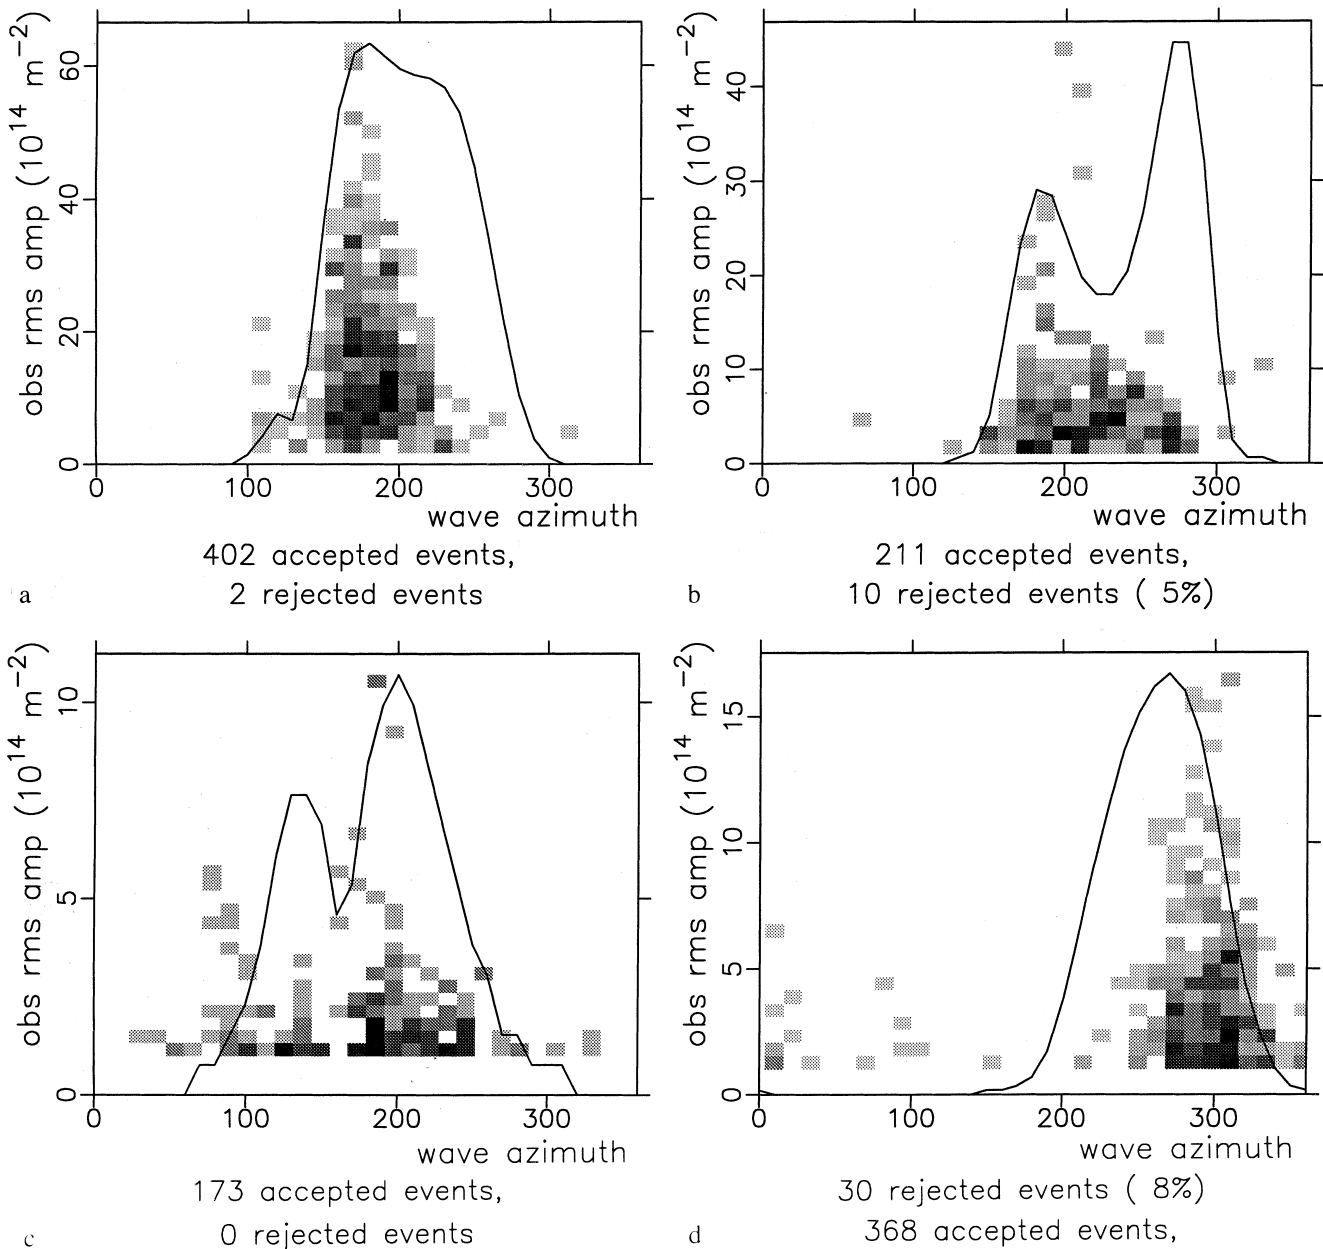 obs rms amp (10¹⁴ m⁻²)
60
40
20
0
0 100 200 300
wave azimuth
402 accepted events,
a 2 rejected events
obs rms amp (10¹⁴ m⁻²)
40
30
20
10
0
0 100 200 300
wave azimuth
211 accepted events,
b 10 rejected events ( 5%)
obs rms amp (10¹⁴ m⁻²)
10
5
0
0 100 200 300
wave azimuth
173 accepted events,
c 0 rejected events
obs rms amp (10¹⁴ m⁻²)
15
10
5
0
0 100 200 300
wave azimuth
30 rejected events ( 8%)
d 368 accepted events,